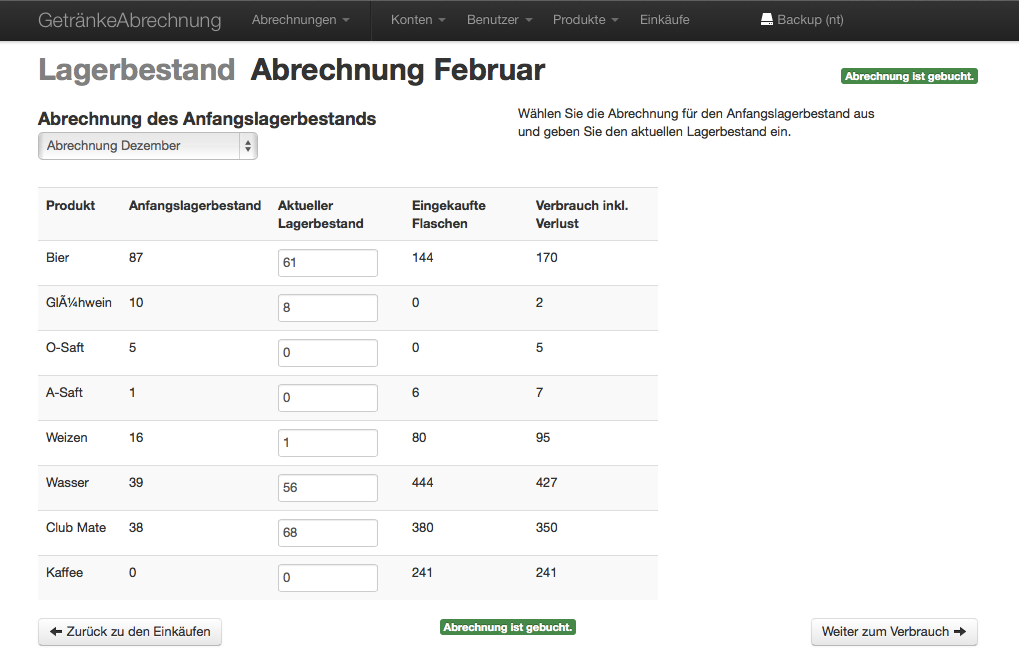 GetränkeAbrechnung Abrechnungen Konten Benutzer Produkte Einkäufe Backup (nt)
Lagerbestand Abrechnung Februar
Abrechnung ist gebucht.
Abrechnung des Anfangslagerbestands
Abrechnung Dezember
Wählen Sie die Abrechnung für den Anfangslagerbestand aus
und geben Sie den aktuellen Lagerbestand ein.
Produkt Anfangslagerbestand Aktueller Lagerbestand Eingekaufte Flaschen Verbrauch inkl. Verlust
Bier 87 61 144 170
GlÃ¼hwein 10 8 0 2
O-Saft 5 0 0 5
A-Saft 1 0 6 7
Weizen 16 1 80 95
Wasser 39 56 444 427
Club Mate 38 68 380 350
Kaffee 0 0 241 241
Zurück zu den Einkäufen
Abrechnung ist gebucht.
Weiter zum Verbrauch